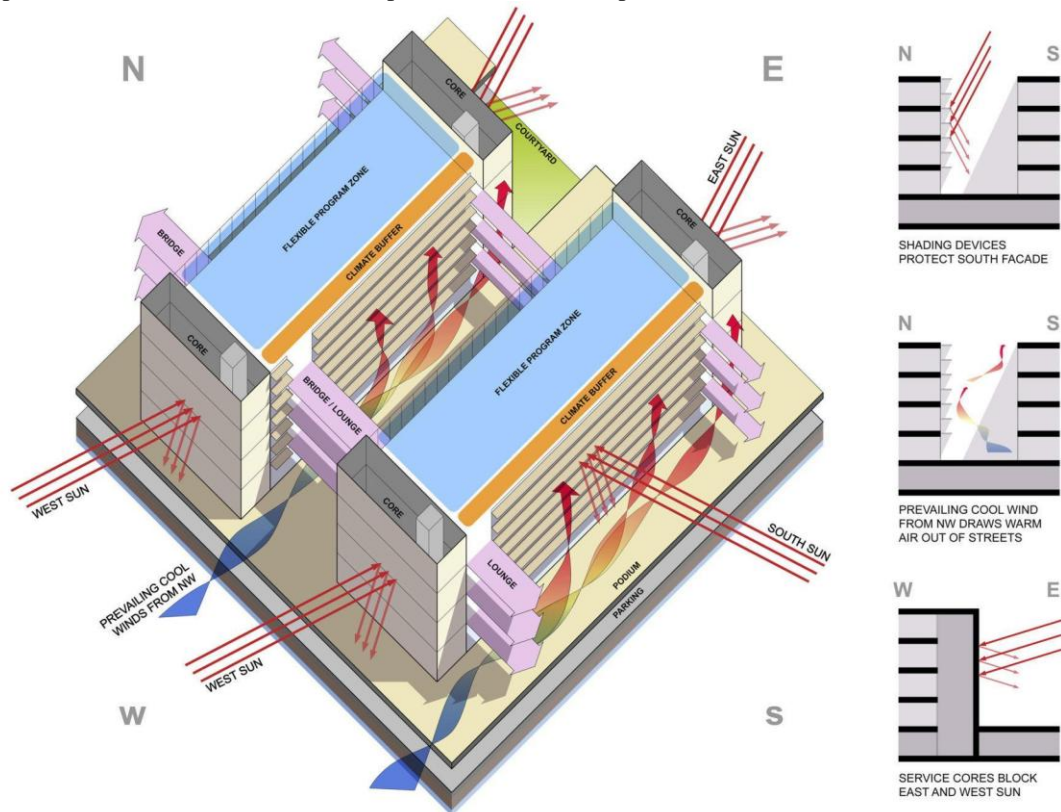 N
E
CORE
COURTYARD
FLEXIBLE PROGRAM ZONE
CLIMATE BUFFER
EAST SUN
CORE
BRIDGE
FLEXIBLE PROGRAM ZONE
CLIMATE BUFFER
CORE
BRIDGE / LOUNGE
WEST SUN
CORE
SOUTH SUN
LOUNGE
PODIUM
PARKING
PREVAILING COOL
WINDS FROM NW
WEST SUN
W
S
N S
SHADING DEVICES
PROTECT SOUTH FACADE
N S
PREVAILING COOL WIND
FROM NW DRAWS WARM
AIR OUT OF STREETS
W E
SERVICE CORES BLOCK
EAST AND WEST SUN